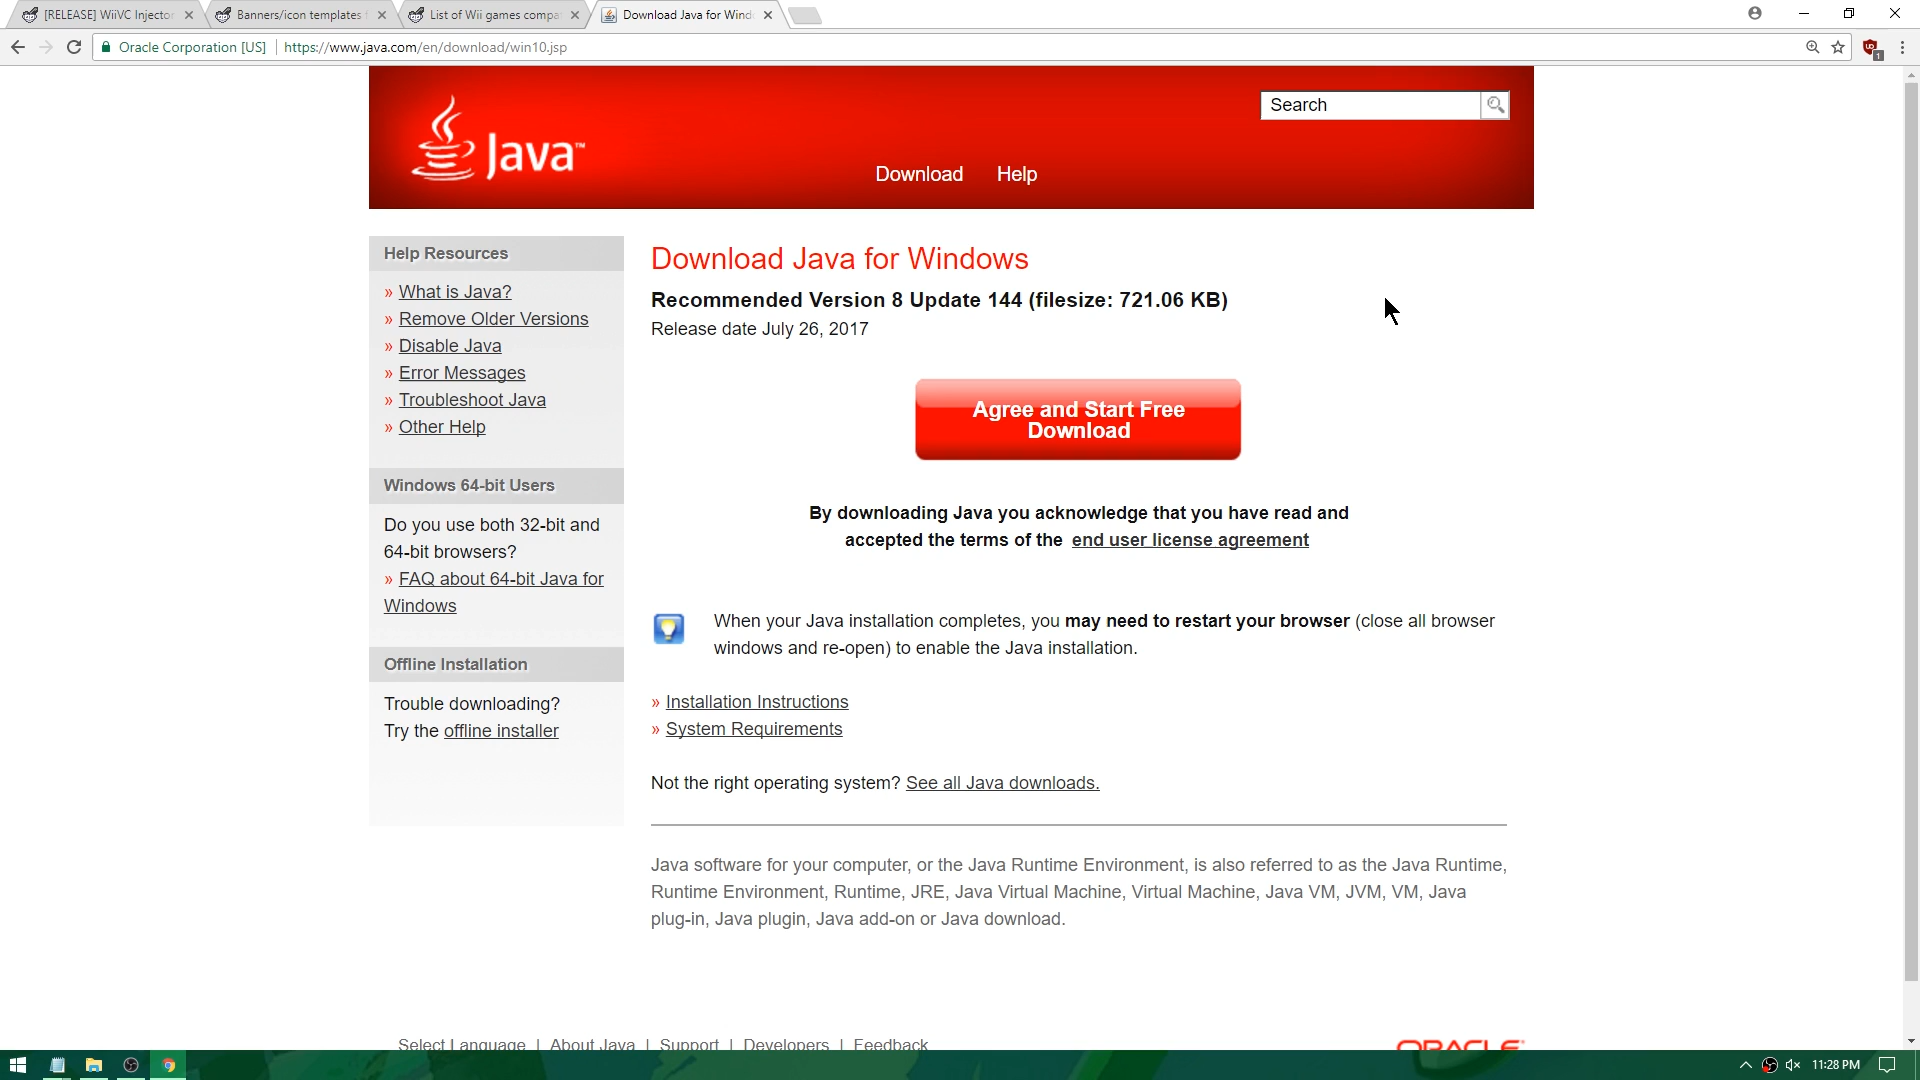 [RELEASE] WiiVC Injector
Banners/icon templates f
List of Wii games compa
Download Java for Wind
Oracle Corporation [US]
https://www.java.com/en/download/win10.jsp
1
Java™
Search
Download Help
Help Resources
» What is Java?
» Remove Older Versions
» Disable Java
» Error Messages
» Troubleshoot Java
» Other Help
Windows 64-bit Users
Do you use both 32-bit and
64-bit browsers?
» FAQ about 64-bit Java for
Windows
Offline Installation
Trouble downloading?
Try the offline installer
Download Java for Windows
Recommended Version 8 Update 144 (filesize: 721.06 KB)
Release date July 26, 2017
Agree and Start Free
Download
By downloading Java you acknowledge that you have read and
accepted the terms of the end user license agreement
When your Java installation completes, you may need to restart your browser (close all browser
windows and re-open) to enable the Java installation.
» Installation Instructions
» System Requirements
Not the right operating system? See all Java downloads.
Java software for your computer, or the Java Runtime Environment, is also referred to as the Java Runtime,
Runtime Environment, Runtime, JRE, Java Virtual Machine, Virtual Machine, Java VM, JVM, VM, Java
plug-in, Java plugin, Java add-on or Java download.
Select Language | About Java | Support | Developers | Feedback
ORACLE
11:28 PM